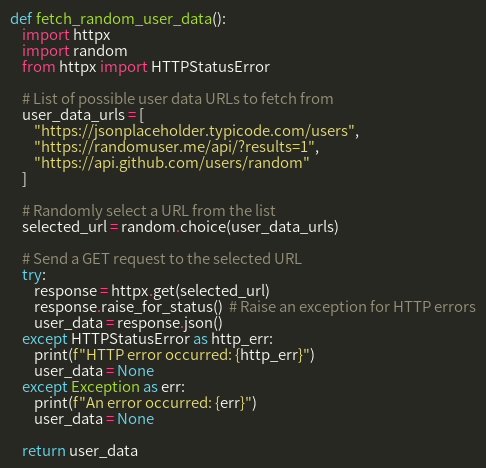 def fetch_random_user_data():
    import httpx
    import random
    from httpx import HTTPStatusError

    # List of possible user data URLs to fetch from
    user_data_urls = [
        "https://jsonplaceholder.typicode.com/users",
        "https://randomuser.me/api/?results=1",
        "https://api.github.com/users/random"
    ]

    # Randomly select a URL from the list
    selected_url = random.choice(user_data_urls)

    # Send a GET request to the selected URL
    try:
        response = httpx.get(selected_url)
        response.raise_for_status()  # Raise an exception for HTTP errors
        user_data = response.json()
    except HTTPStatusError as http_err:
        print(f"HTTP error occurred: {http_err}")
        user_data = None
    except Exception as err:
        print(f"An error occurred: {err}")
        user_data = None

    return user_data